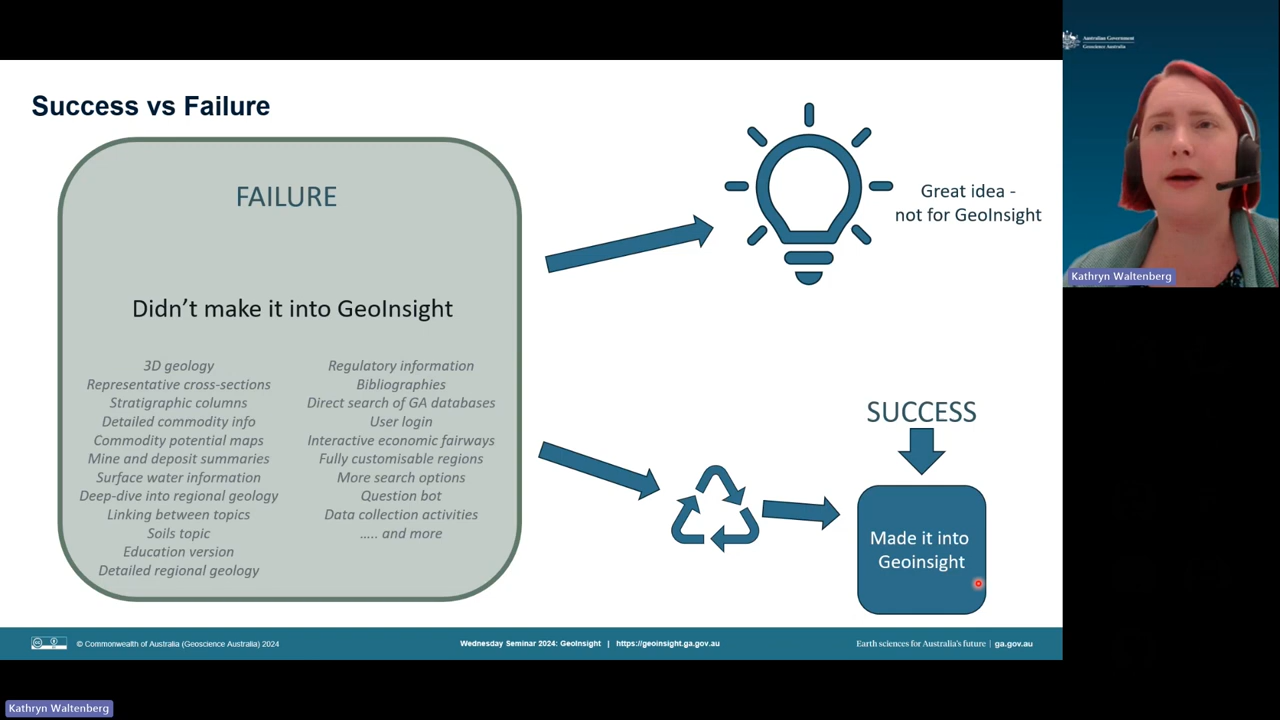 Success vs Failure
FAILURE
Didn't make it into GeoInsight
3D geology
Representative cross-sections
Stratigraphic columns
Detailed commodity info
Commodity potential maps
Mine and deposit summaries
Surface water information
Deep-dive into regional geology
Linking between topics
Soils topic
Education version
Detailed regional geology
Regulatory information
Bibliographies
Direct search of GA databases
User login
Interactive economic fairways
Fully customisable regions
More search options
Question bot
Data collection activities
..... and more
Great idea -
not for GeoInsight
SUCCESS
Made it into
Geoinsight
© Commonwealth of Australia (Geoscience Australia) 2024
Wednesday Seminar 2024: GeoInsight | https://geoinsight.ga.gov.au
Earth sciences for Australia's future | ga.gov.au
Australian Government
Geoscience Australia
Kathryn Waltenberg
Kathryn Waltenberg